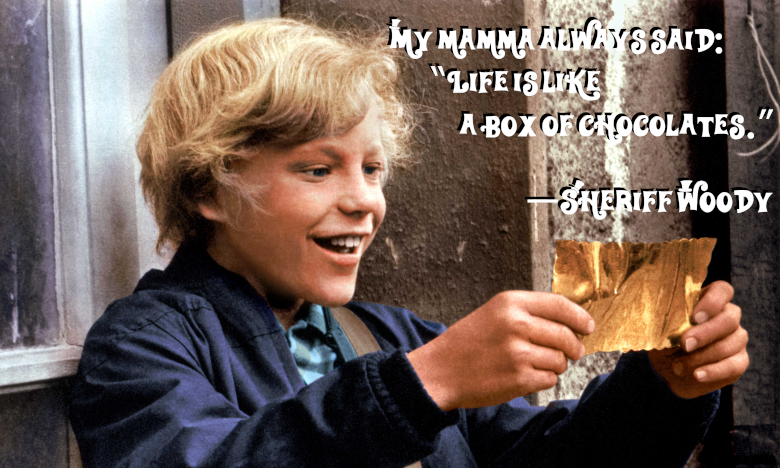 My mamma always said:
“Life is like
a box of chocolates.”
—Sheriff Woody